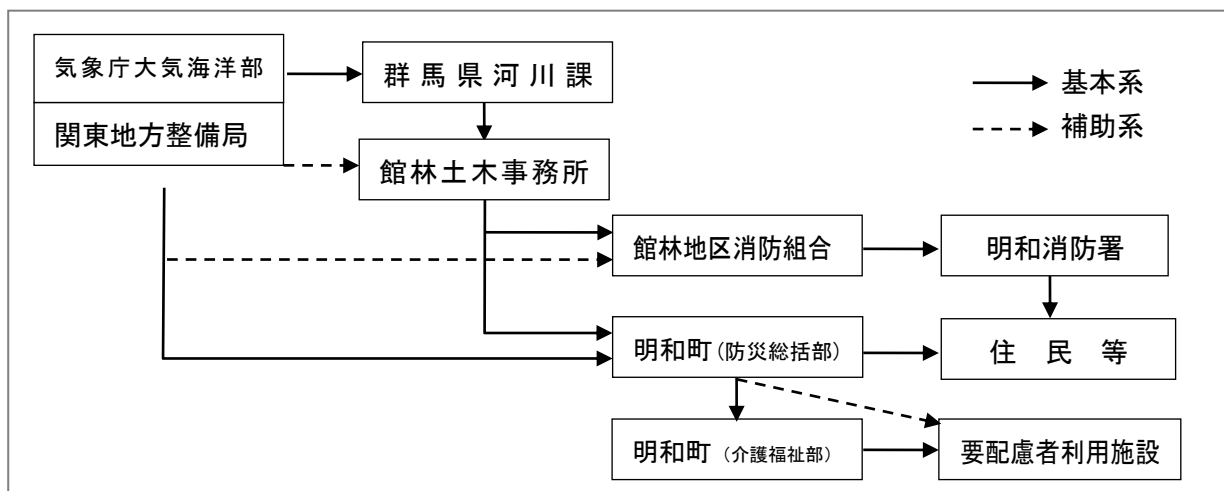 気象庁大気海洋部
群馬県河川課
基本系
関東地方整備局
補助系
館林土木事務所
館林地区消防組合
明和消防署
明和町(防災総括部)
住民等
明和町(介護福祉部)
要配慮者利用施設